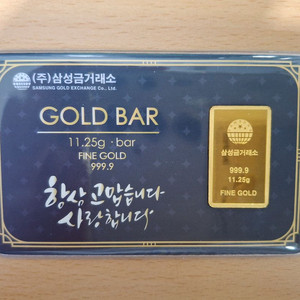 (주)삼성금거래소
SAMSUNG GOLD EXCHANGE Co., Ltd.
GOLD BAR
11.25g · bar
FINE GOLD
999.9
항상 고맙습니다
사랑합니다
삼성금거래소
999.9
11.25g
FINE GOLD